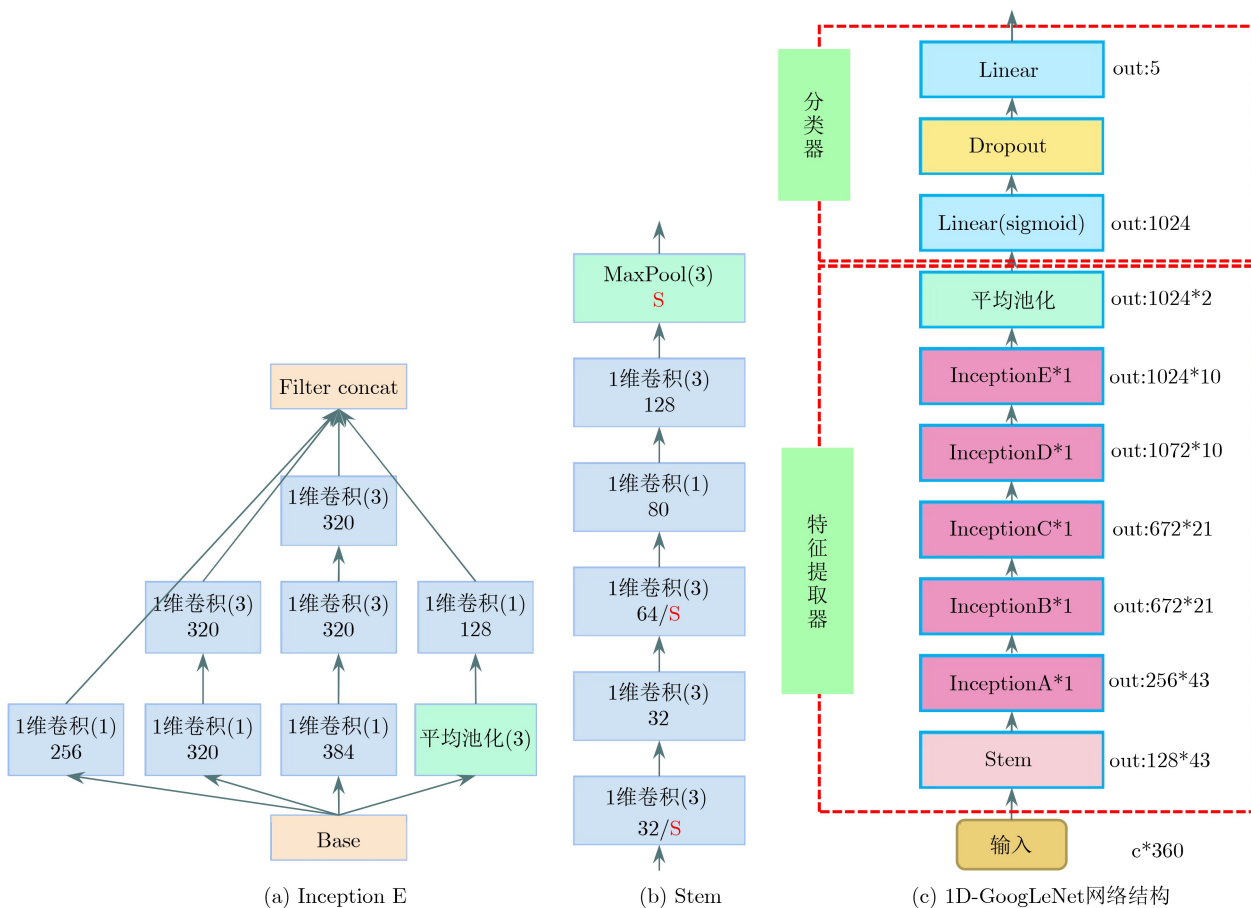 Filter concat
1维卷积(3)
320
1维卷积(3)
320
1维卷积(3)
320
1维卷积(1)
128
1维卷积(1)
256
1维卷积(1)
320
1维卷积(1)
384
平均池化(3)
Base
(a) Inception E
MaxPool(3)
S
1维卷积(3)
128
1维卷积(1)
80
1维卷积(3)
64/S
1维卷积(3)
32
1维卷积(3)
32/S
(b) Stem
分类器
Linear
out:5
Dropout
Linear(sigmoid)
out:1024
特征提取器
平均池化
out:1024*2
InceptionE*1
out:1024*10
InceptionD*1
out:1072*10
InceptionC*1
out:672*21
InceptionB*1
out:672*21
InceptionA*1
out:256*43
Stem
out:128*43
输入
c*360
(c) 1D-GoogLeNet网络结构